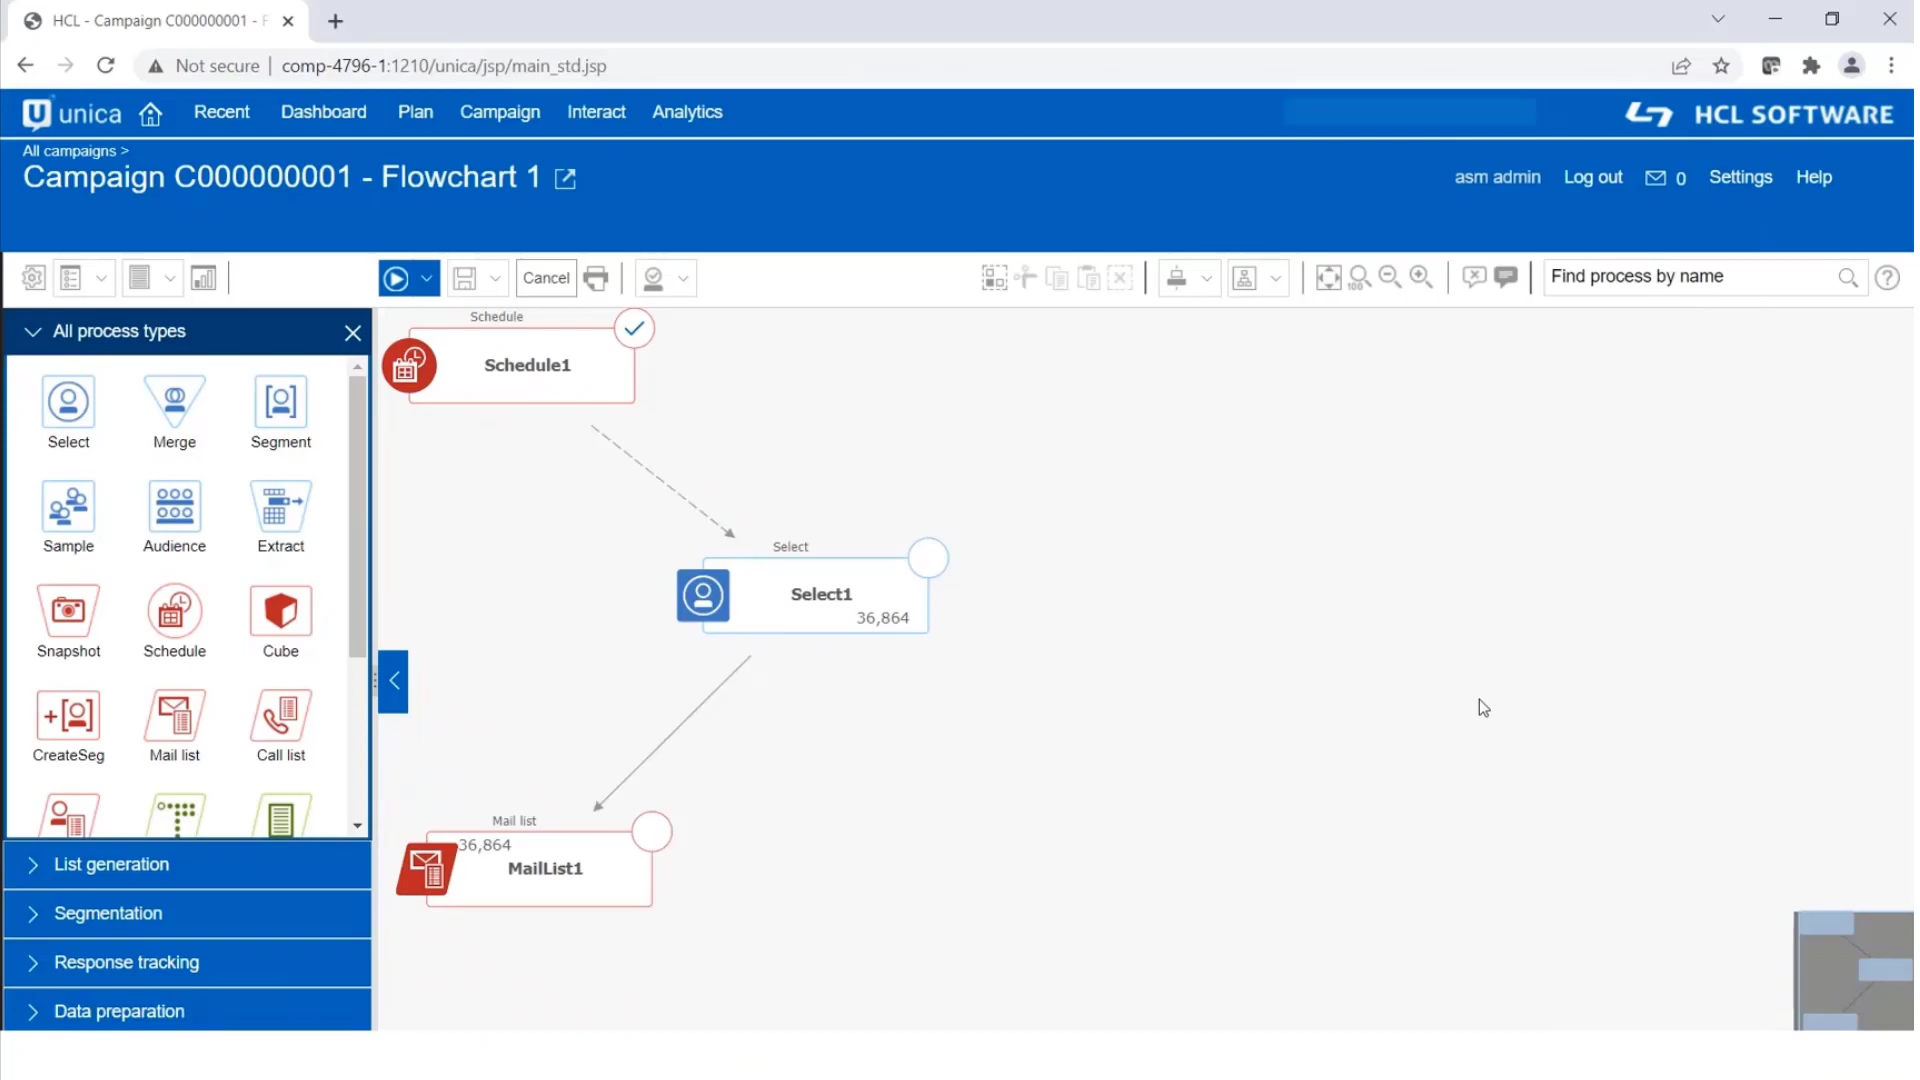 HCL - Campaign C000000001 - F
Not secure | comp-4796-1:1210/unica/jsp/main_std.jsp
unica
Recent
Dashboard
Plan
Campaign
Interact
Analytics
HCL SOFTWARE
All campaigns >
Campaign C000000001 - Flowchart 1
asm admin
Log out
0
Settings
Help
Cancel
100
Find process by name
All process types
Select
Merge
Segment
Sample
Audience
Extract
Snapshot
Schedule
Cube
CreateSeg
Mail list
Call list
List generation
Segmentation
Response tracking
Data preparation
Schedule
Schedule1
Select
Select1
36,864
Mail list
36,864
MailList1